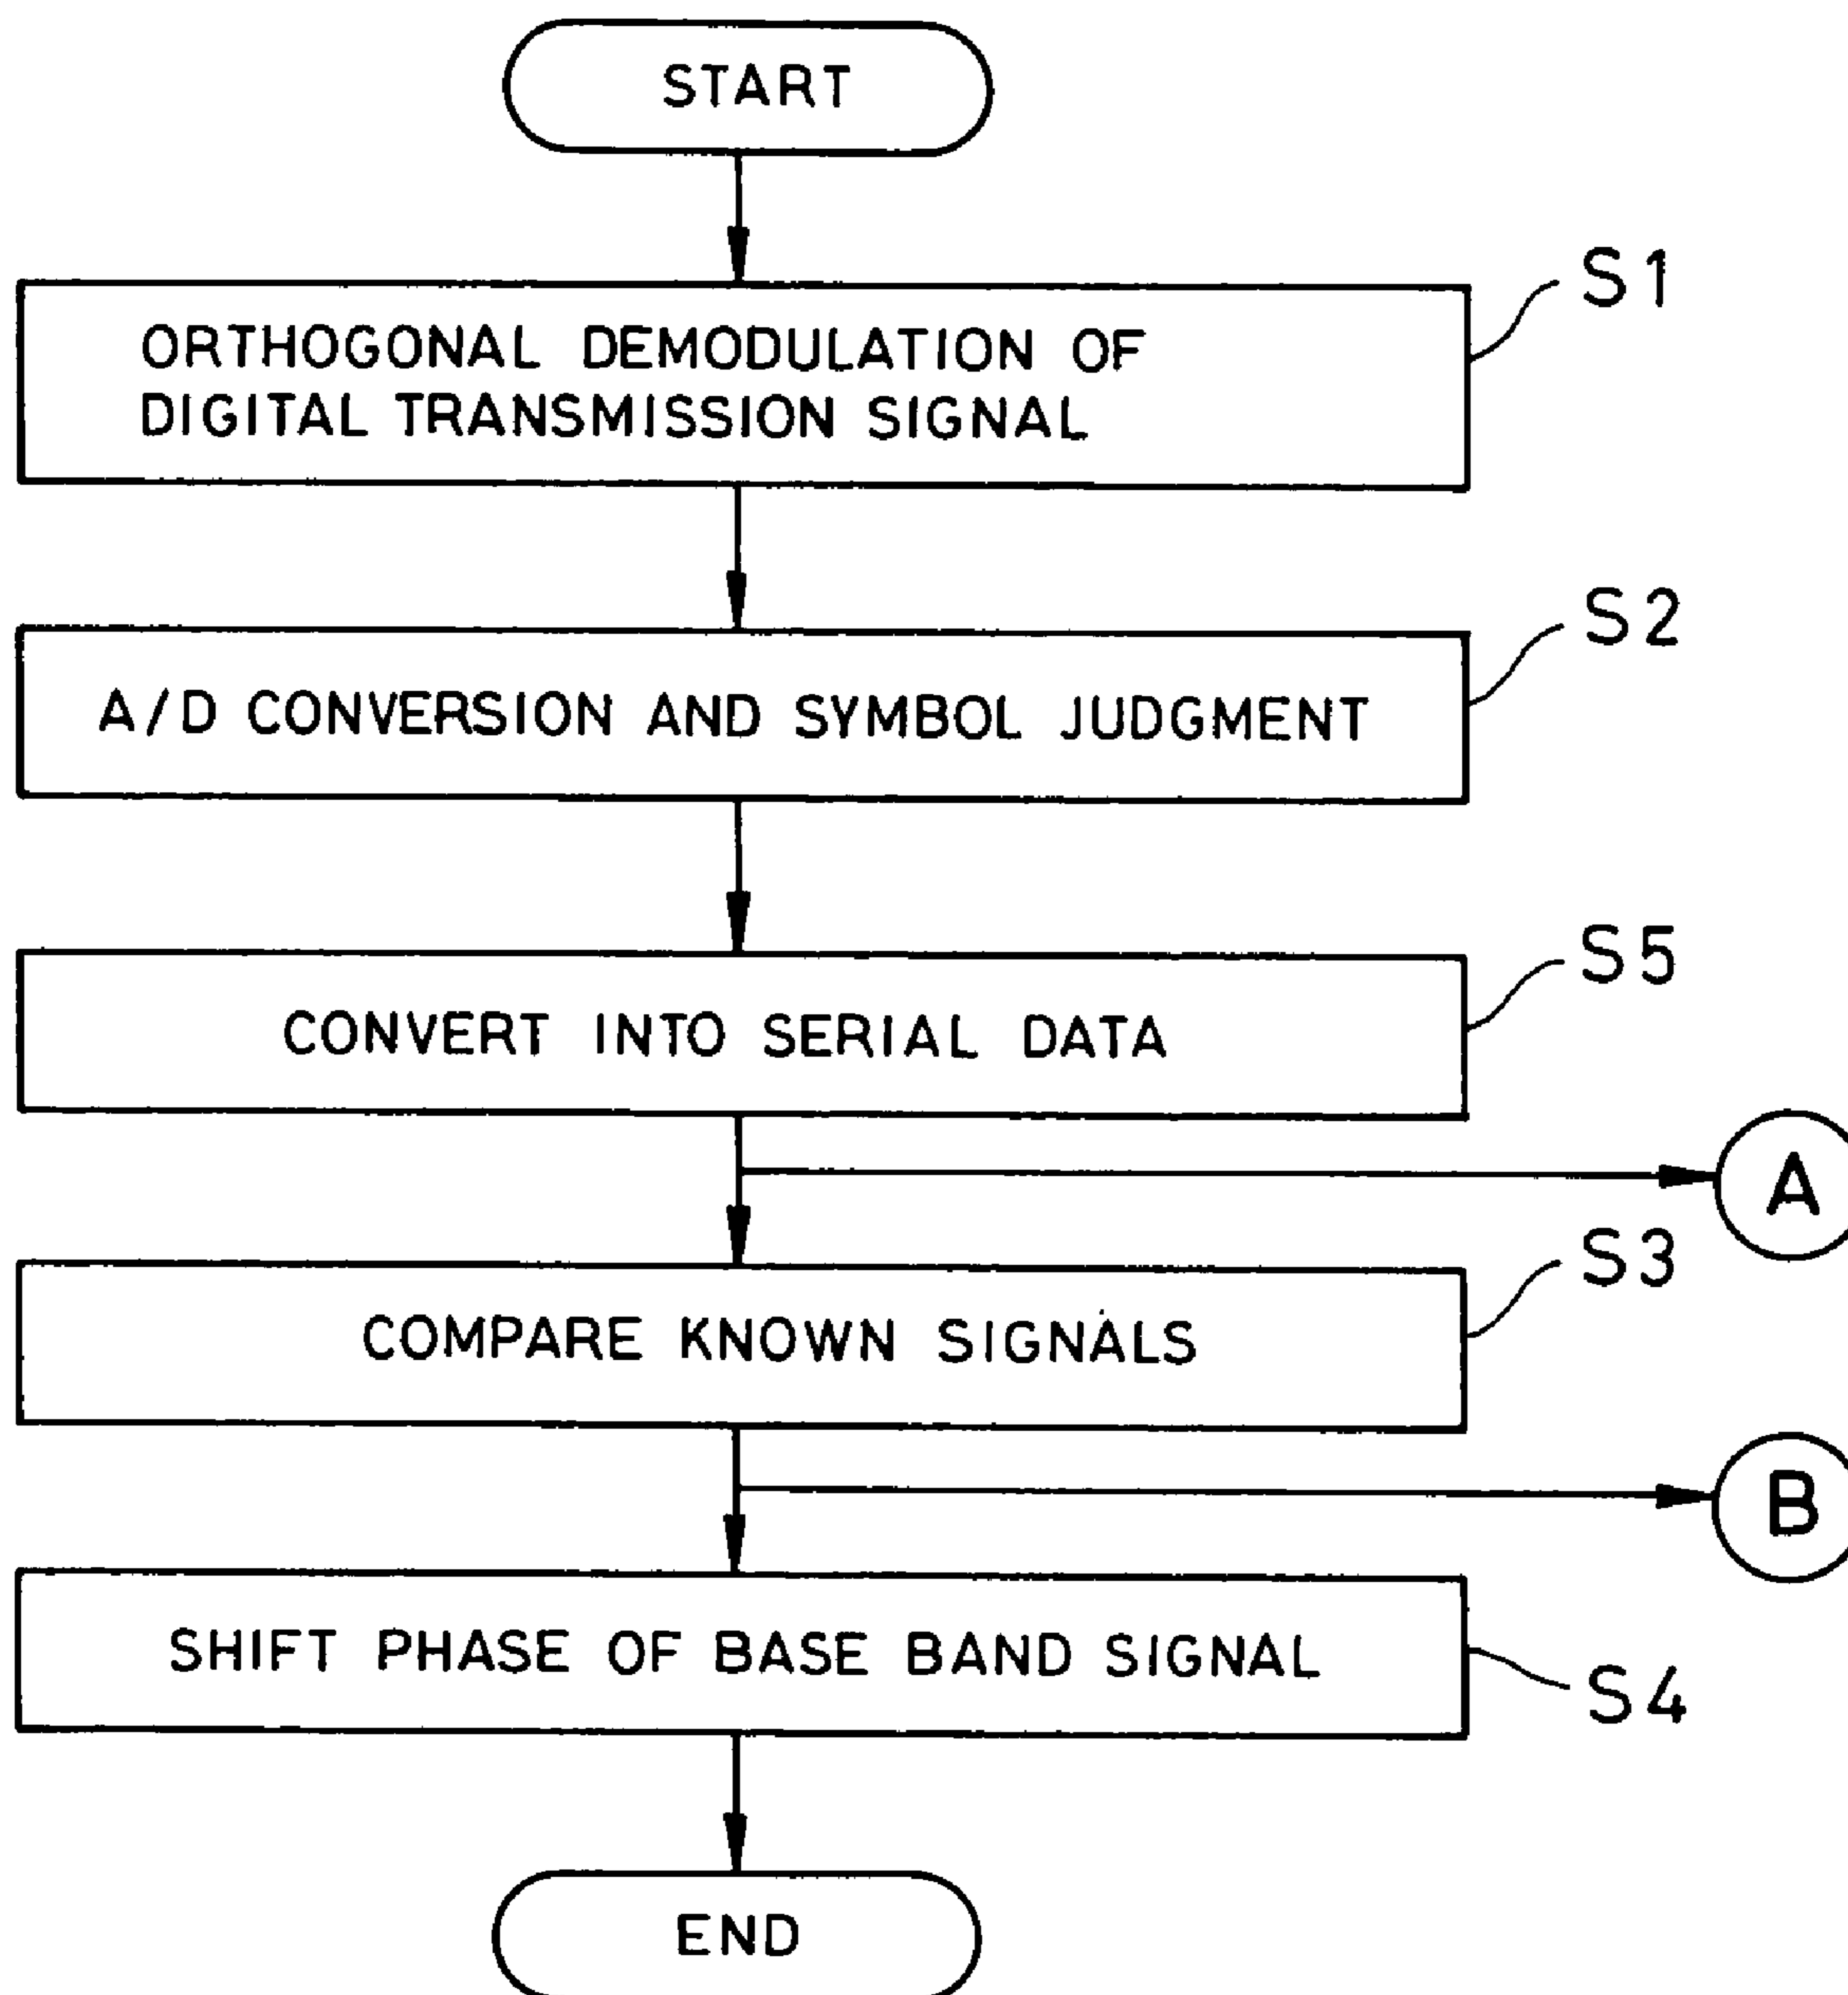 START
S1
ORTHOGONAL DEMODULATION OF
DIGITAL TRANSMISSION SIGNAL
S2
A/D CONVERSION AND SYMBOL JUDGMENT
S5
CONVERT INTO SERIAL DATA
A
S3
COMPARE KNOWN SIGNALS
B
SHIFT PHASE OF BASE BAND SIGNAL
S4
END